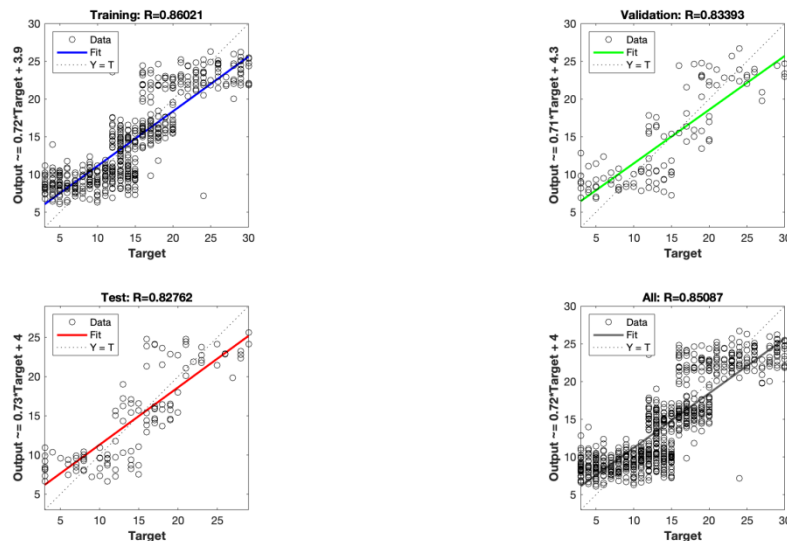 Training: R=0.86021
Output ~= 0.72*Target + 3.9
30
25
20
15
10
5
Data
Fit
Y = T
5 10 15 20 25 30
Target
Validation: R=0.83393
Output ~= 0.71*Target + 4.3
30
25
20
15
10
5
Data
Fit
Y = T
5 10 15 20 25 30
Target
Test: R=0.82762
Output ~= 0.73*Target + 4
25
20
15
10
5
Data
Fit
Y = T
5 10 15 20 25
Target
All: R=0.85087
Output ~= 0.72*Target + 4
30
25
20
15
10
5
Data
Fit
Y = T
5 10 15 20 25 30
Target